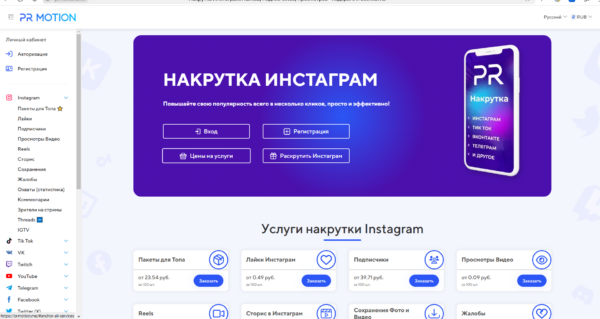 PR MOTION
Русский
RUB
Личный кабинет
Авторизация
Регистрация
Instagram
Пакеты для Топа
Лайки
Подписчики
Просмотры Видео
Reels
Сторис
Сохранения
Жалобы
Охваты (статистика)
Комментарии
Зрители на стримы
Threads
IGTV
Tik Tok
VK
Twitch
YouTube
Telegram
Facebook
Twitter (X)
НАКРУТКА ИНСТАГРАМ
Повышайте свою популярность всего в несколько кликов, просто и эффективно!
Вход
Регистрация
Цены на услуги
Раскрутить Инстаграм
PR
Накрутка
ИНСТАГРАМ
ТИК ТОК
ВКОНТАКТЕ
ТЕЛЕГРАМ
И ДРУГОЕ
Услуги накрутки Instagram
Пакеты для Топа
от 23.54 руб.
Заказать
Лайки Инстаграм
от 0.49 руб.
Заказать
Подписчики
от 39.71 руб.
Заказать
Просмотры Видео
от 0.09 руб.
Заказать
Reels
Сторис в Инстаграм
Сохранения Фото и
Видео
Жалобы